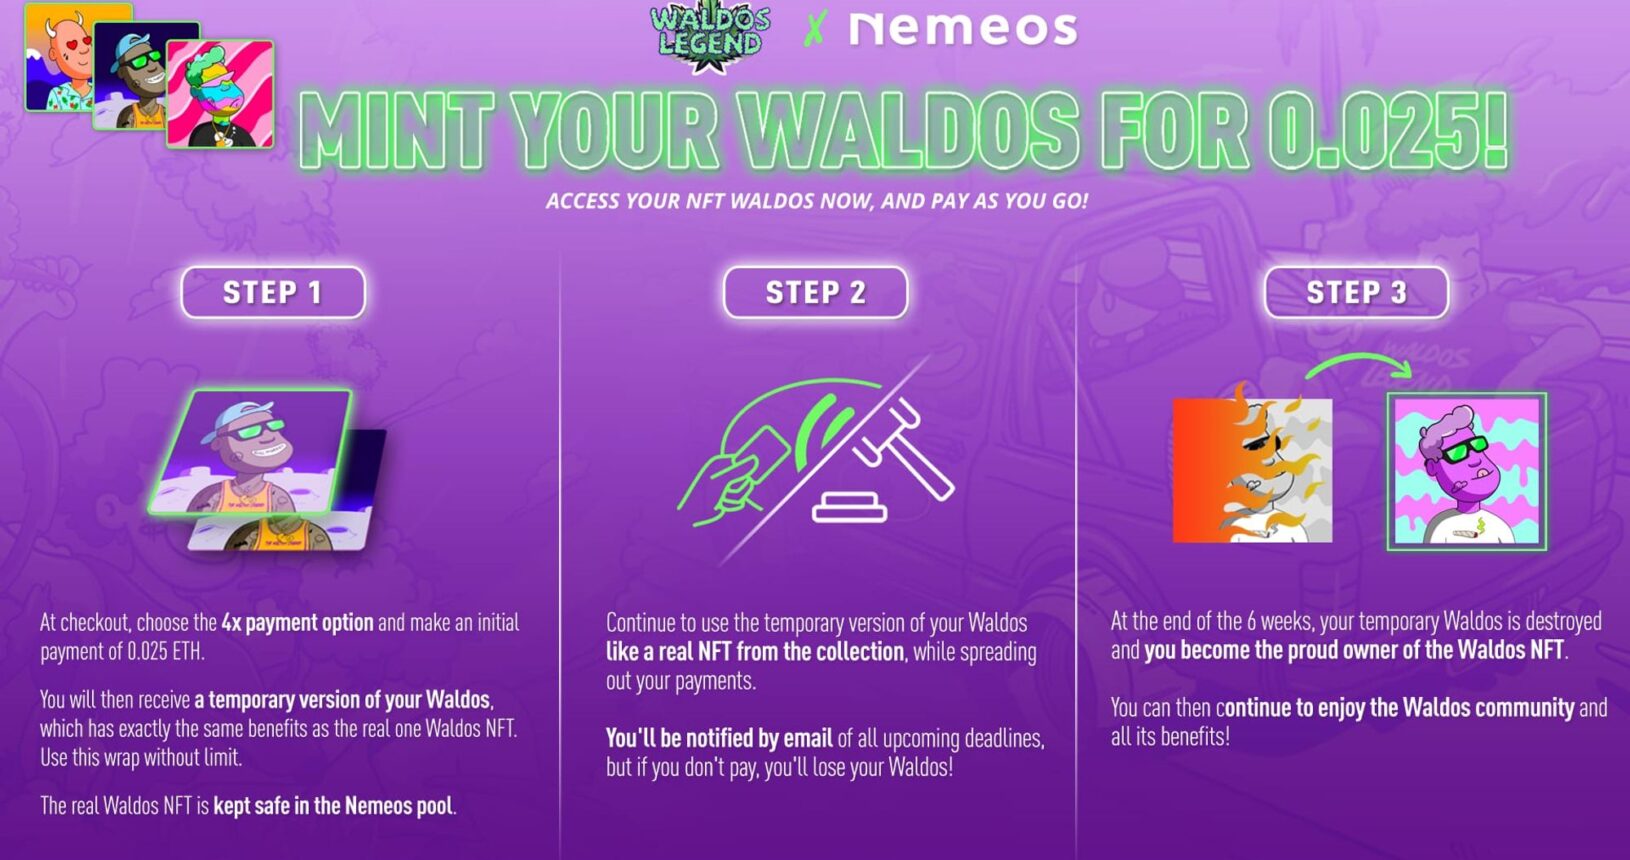 WALDOS
LEGEND
X nemeos
MINT YOUR WALDOS FOR 0.025!
ACCESS YOUR NFT WALDOS NOW, AND PAY AS YOU GO!
STEP 1
At checkout, choose the 4x payment option and make an initial
payment of 0.025 ETH.
You will then receive a temporary version of your Waldos,
which has exactly the same benefits as the real one Waldos NFT.
Use this wrap without limit.
The real Waldos NFT is kept safe in the Nemeos pool.
STEP 2
Continue to use the temporary version of your Waldos
like a real NFT from the collection, while spreading
out your payments.
You'll be notified by email of all upcoming deadlines,
but if you don't pay, you'll lose your Waldos!
STEP 3
WALDOS
LEGEND
At the end of the 6 weeks, your temporary Waldos is destroyed
and you become the proud owner of the Waldos NFT.
You can then continue to enjoy the Waldos community and
all its benefits!